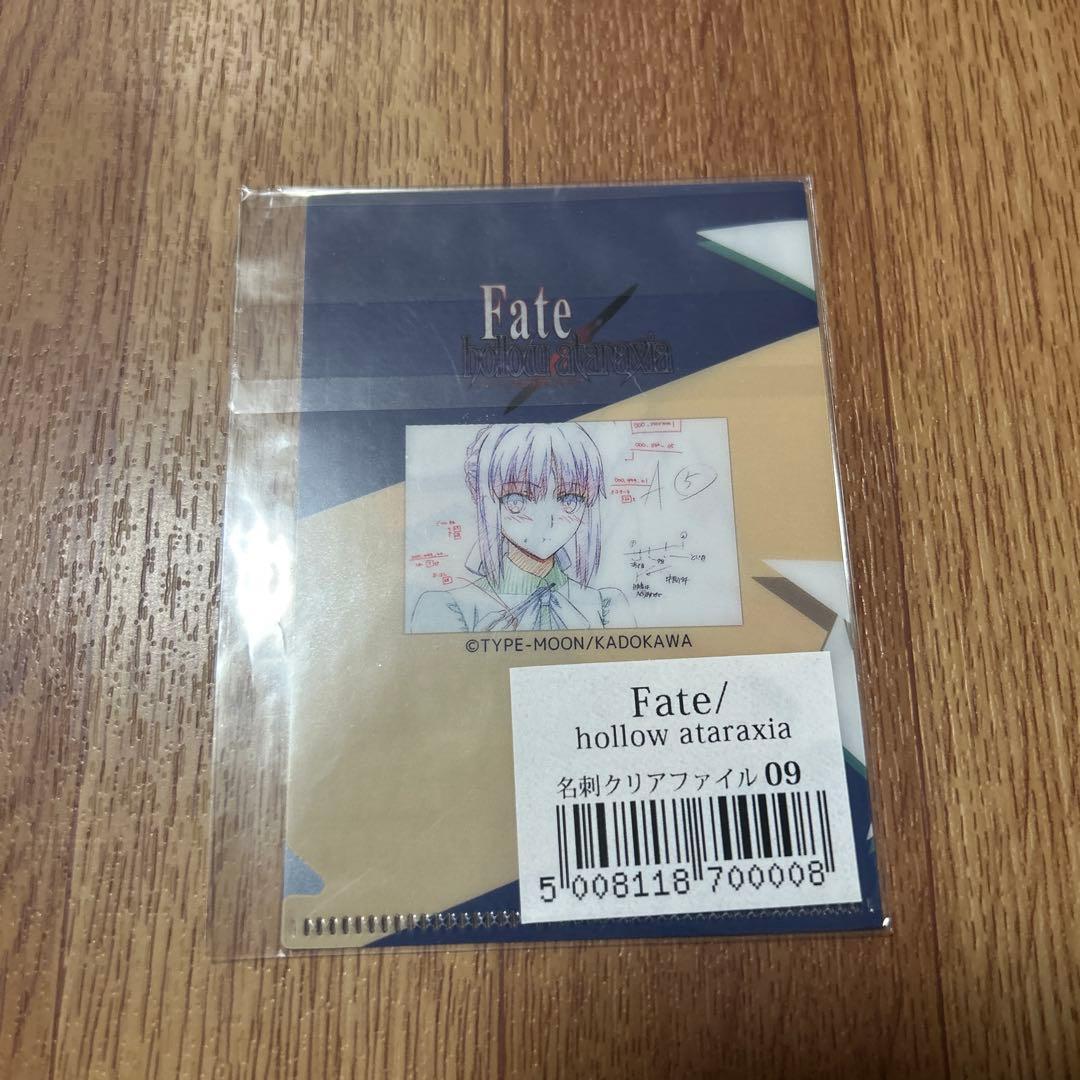 Fate
hollow ataraxia
A
5
©TYPE-MOON/KADOKAWA
Fate/
hollow ataraxia
名刺クリアファイル 09
5 008118 700008